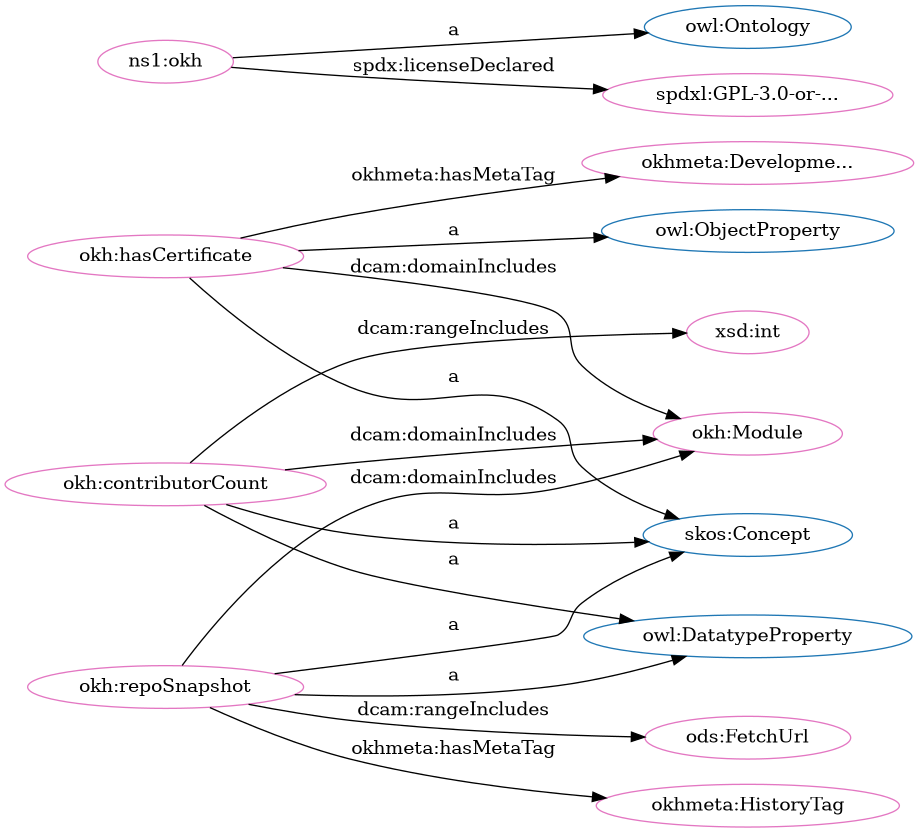 a
owl:Ontology
ns1:okh
spdx:licenseDeclared
spdxl:GPL-3.0-or-...
okhmeta:Developme...
okhmeta:hasMetaTag
a
owl:ObjectProperty
okh:hasCertificate
dcam:domainIncludes
dcam:rangeIncludes
xsd:int
a
dcam:domainIncludes
okh:Module
dcam:domainIncludes
okh:contributorCount
a
skos:Concept
a
a
owl:DatatypeProperty
a
okh:repoSnapshot
dcam:rangeIncludes
ods:FetchUrl
okhmeta:hasMetaTag
okhmeta:HistoryTag